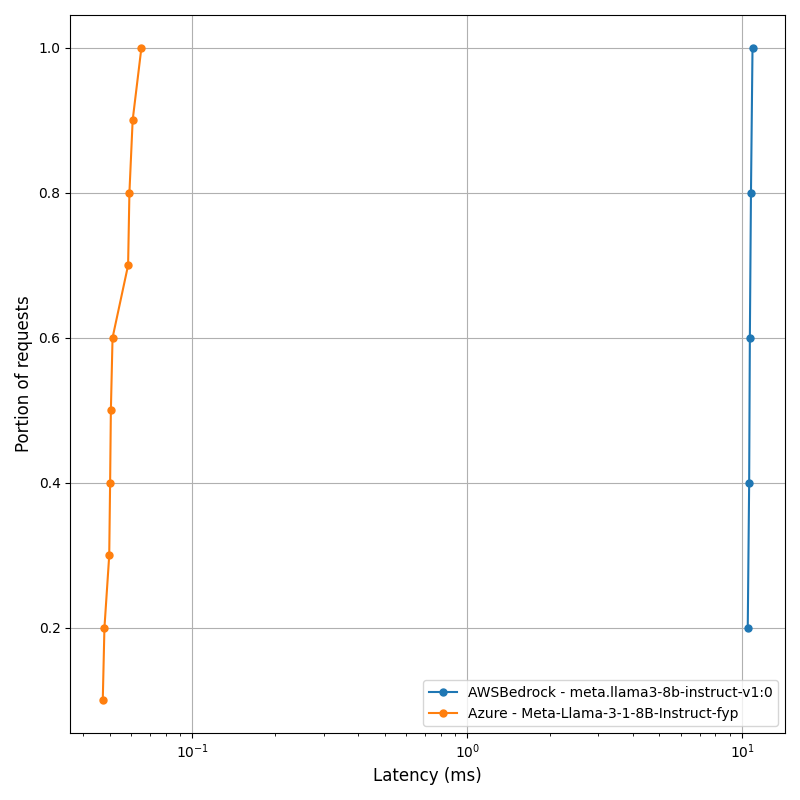 1.0
0.8
0.6
0.4
0.2
Portion of requests
AWSBedrock - meta.llama3-8b-instruct-v1:0
Azure - Meta-Llama-3-1-8B-Instruct-fyp
10⁻¹
10⁰
10¹
Latency (ms)